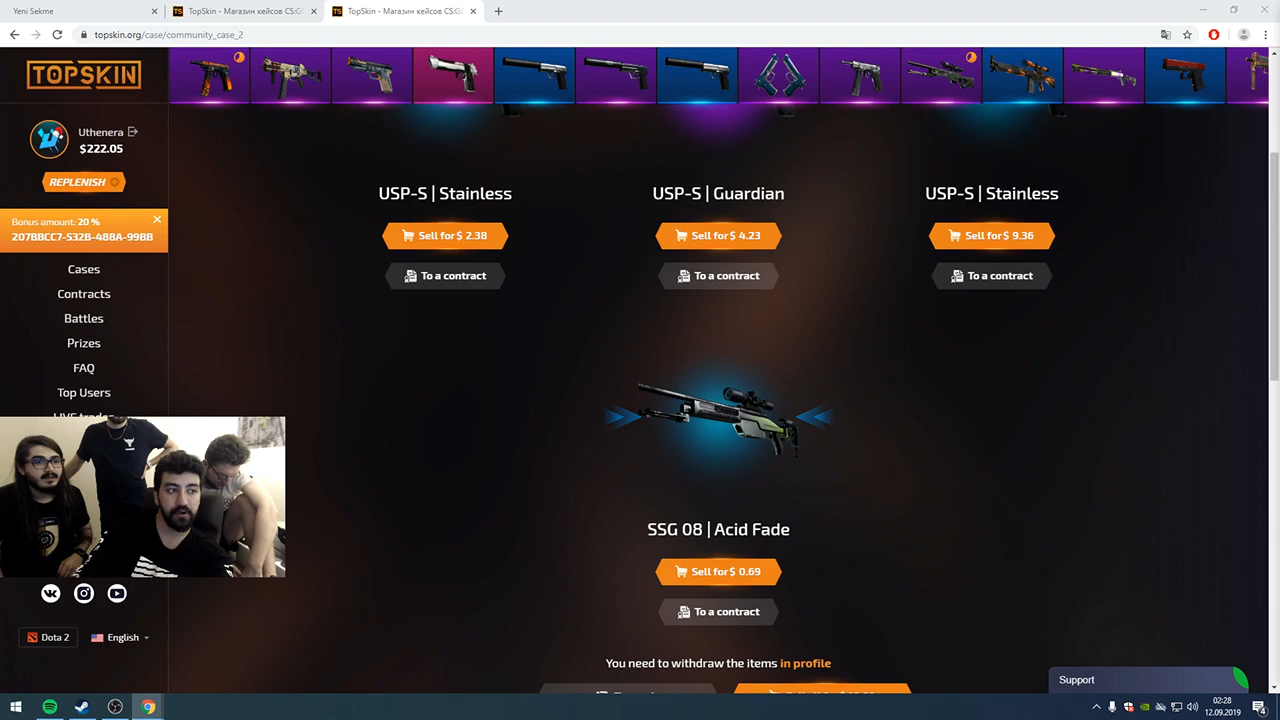 Yeni Sekme
TopSkin - Магазин кейсов CS:G
TopSkin - Магазин кейсов CS:G
topskin.org/case/community_case_2
TOPSKIN
Uthenera
$222.05
REPLENISH
Bonus amount: 20 %
207BBCC7-532B-488A-99BB
Cases
Contracts
Battles
Prizes
FAQ
Top Users
LIVE trades
Dota 2
English
USP-S | Stainless
USP-S | Guardian
USP-S | Stainless
Sell for $ 2.38
Sell for $ 4.23
Sell for $ 9.36
To a contract
To a contract
To a contract
SSG 08 | Acid Fade
Sell for $ 0.69
To a contract
You need to withdraw the items in profile
Support
02:28
12.09.2019
4